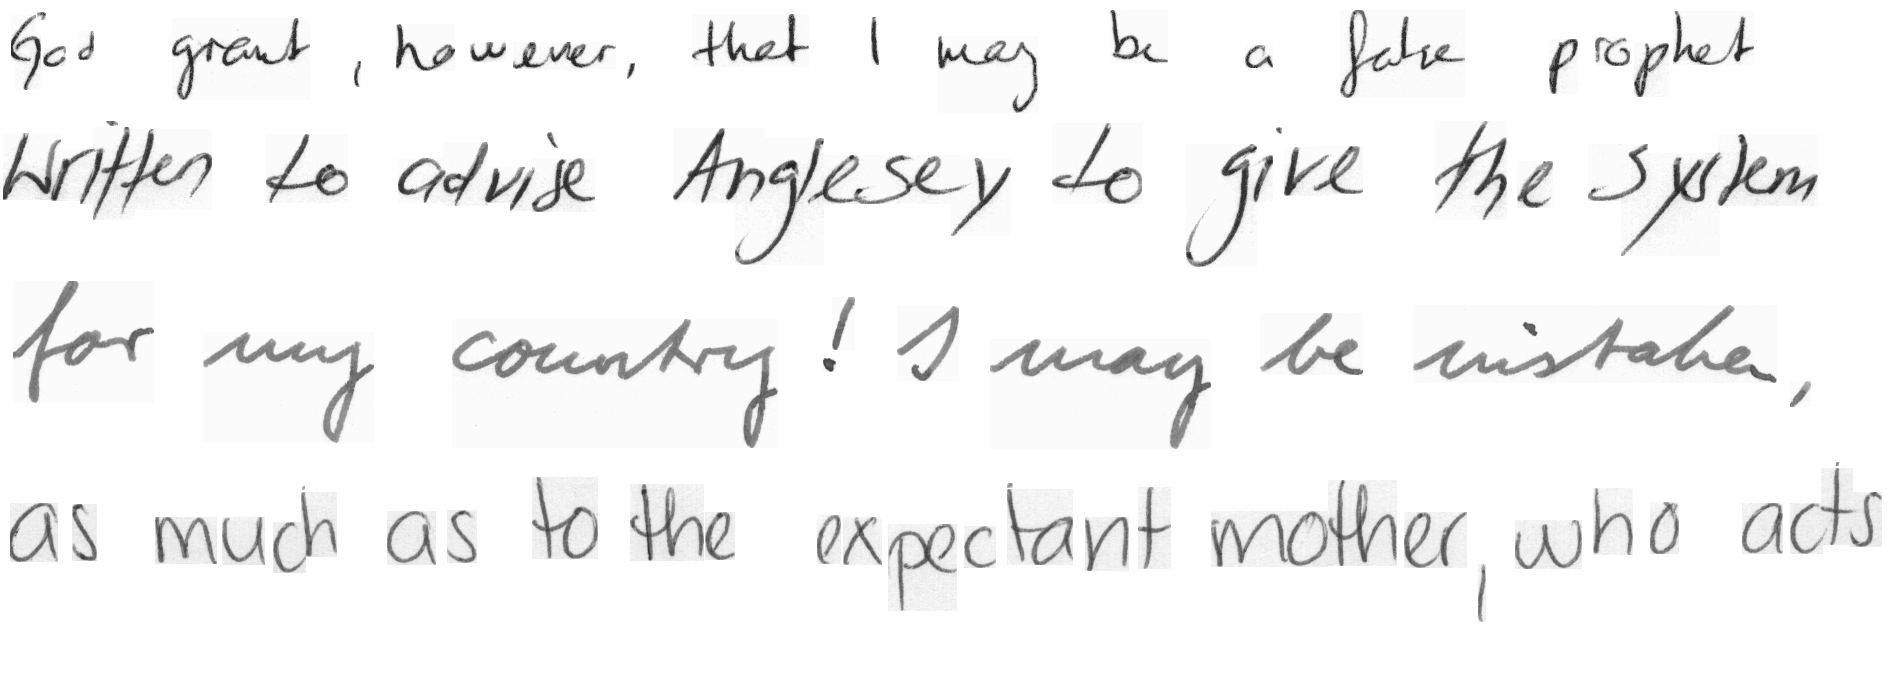 God grant, however, that I may be a false prophet
written to advise Anglesey to give the system
for my country! I may be mistaken,
as much as to the expectant mother, who acts